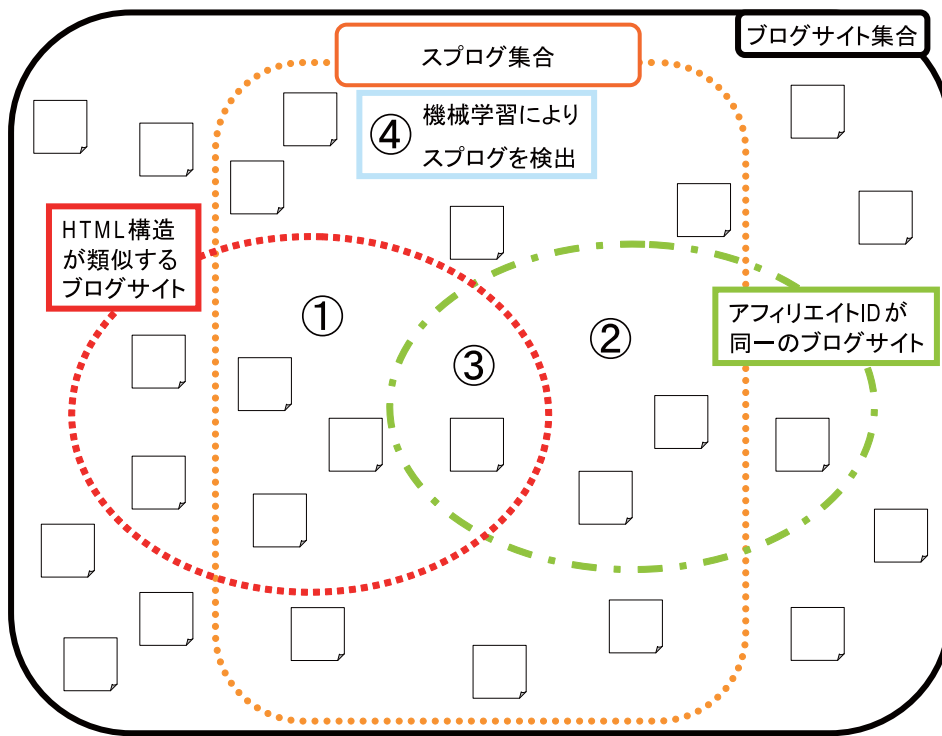 ブログサイト集合
スプログ集合
④
機械学習により
スプログを検出
HTML構造
が類似する
ブログサイト
①
②
③
アフィリエイトIDが
同一のブログサイト